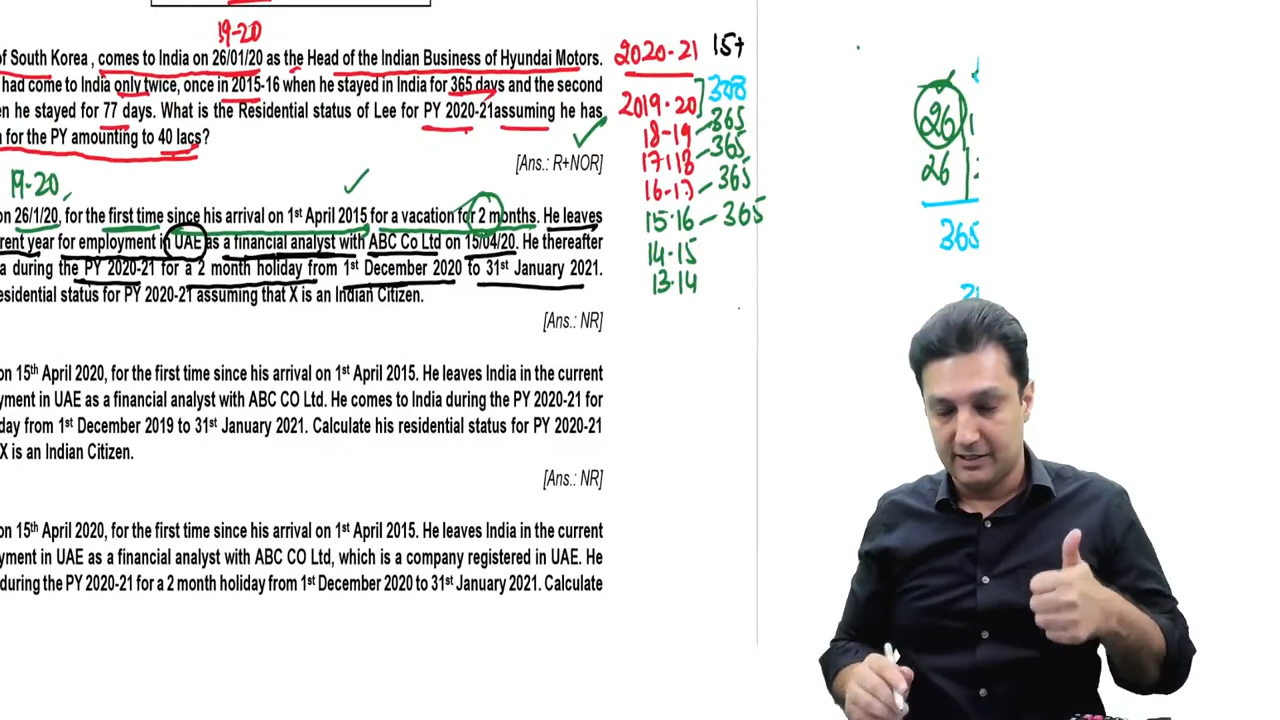 19-20
of South Korea , comes to India on 26/01/20 as the Head of the Indian Business of Hyundai Motors.
had come to India only twice, once in 2015-16 when he stayed in India for 365 days and the second
en he stayed for 77 days. What is the Residential status of Lee for PY 2020-21assuming he has
a for the PY amounting to 40 lacs?
[Ans.: R+NOR]
19-20
on 26/1/20, for the first time since his arrival on 1st April 2015 for a vacation for 2 months. He leaves
rent year for employment in UAE as a financial analyst with ABC Co Ltd on 15/04/20. He thereafter
a during the PY 2020-21 for a 2 month holiday from 1st December 2020 to 31st January 2021.
esidential status for PY 2020-21 assuming that X is an Indian Citizen.
[Ans.: NR]
on 15th April 2020, for the first time since his arrival on 1st April 2015. He leaves India in the current
yment in UAE as a financial analyst with ABC CO Ltd. He comes to India during the PY 2020-21 for
day from 1st December 2019 to 31st January 2021. Calculate his residential status for PY 2020-21
X is an Indian Citizen.
[Ans.: NR]
on 15th April 2020, for the first time since his arrival on 1st April 2015. He leaves India in the current
yment in UAE as a financial analyst with ABC CO Ltd, which is a company registered in UAE. He
during the PY 2020-21 for a 2 month holiday from 1st December 2020 to 31st January 2021. Calculate
2020-21 15+
2019-20
18-19 - 365
17-18 - 365
16-17 - 365
15-16 - 365
14-15
13-14
26
26
365